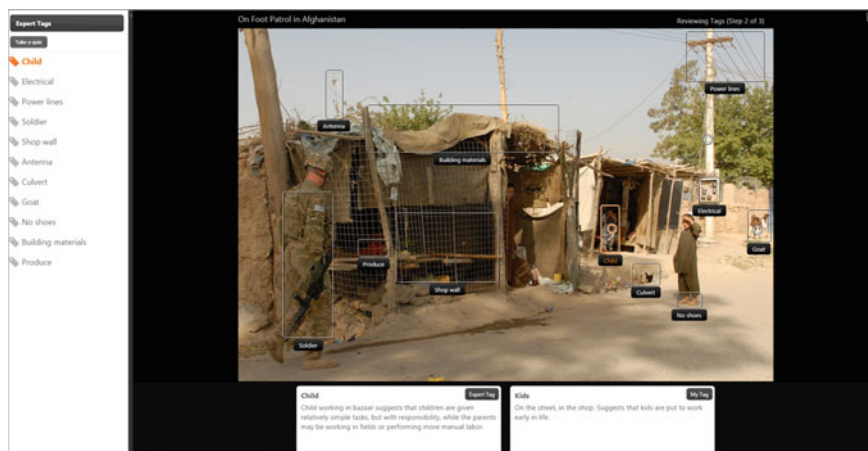 Expert Tags
Take a quiz
Child
Electrical
Power lines
Soldier
Shop wall
Antenna
Culvert
Goat
No shoes
Building materials
Produce
On Foot Patrol in Afghanistan
Reviewing Tags (Step 2 of 3)
Power lines
Antenna
Building materials
Electrical
Goat
Child
Produce
Culvert
Shop wall
No shoes
Soldier
Child
Expert Tag
Child working in bazaar suggests that children are given
relatively simple tasks, but with responsibility, while the parents
may be working in fields or performing more manual labor.
Kids
My Tag
On the street, in the shop. Suggests that kids are put to work
early in life.